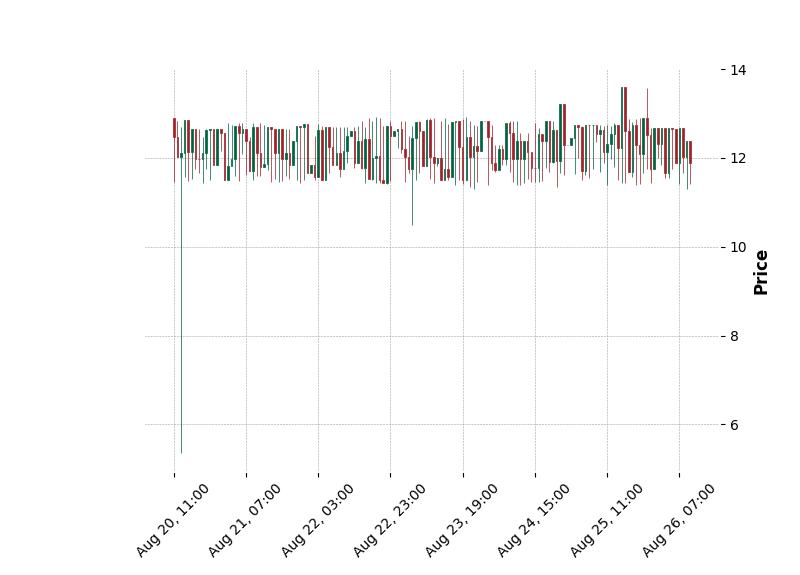 14
12
10
8
6
Price
Aug 20, 11:00
Aug 21, 07:00
Aug 22, 03:00
Aug 22, 23:00
Aug 23, 19:00
Aug 24, 15:00
Aug 25, 11:00
Aug 26, 07:00